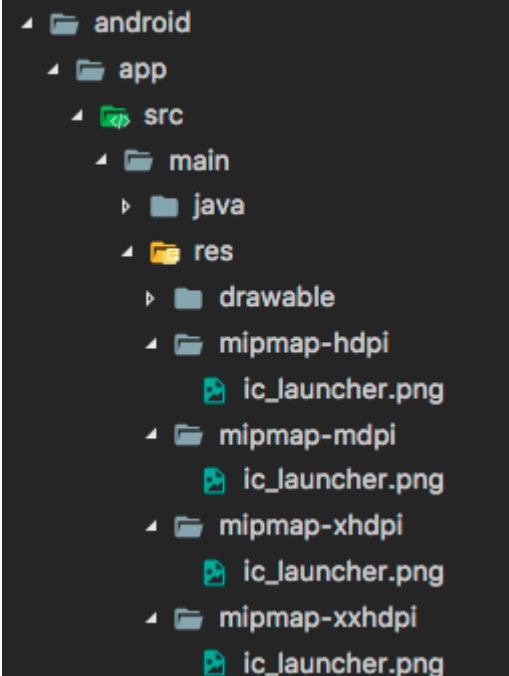 android
app
src
main
java
res
drawable
mipmap-hdpi
ic_launcher.png
mipmap-mdpi
ic_launcher.png
mipmap-xhdpi
ic_launcher.png
mipmap-xxhdpi
ic_launcher.png